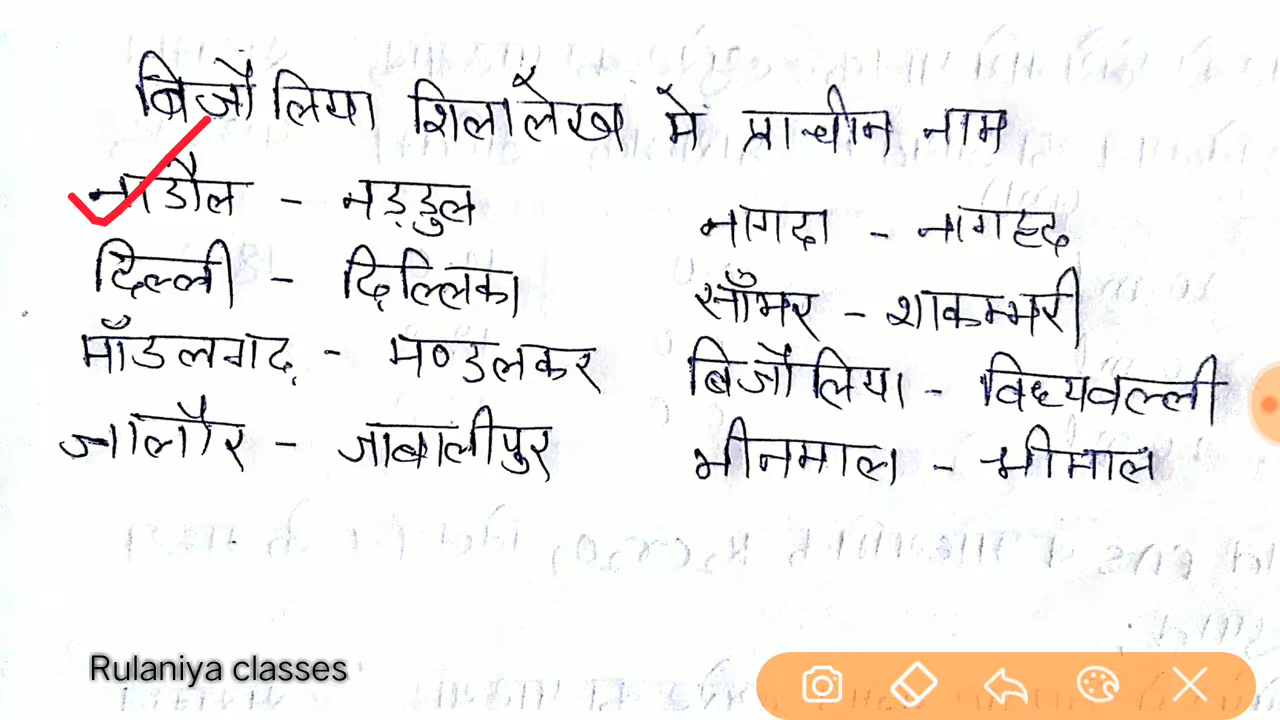 बिजौलिया शिलालेख में प्राचीन नाम
नाडौल - नड्डुल
दिल्ली - दिल्लिका
माँडलगढ़ - मण्डलकर
जालौर - जाबालीपुर
नागदा - नागह्रद
साँभर - शाकम्भरी
बिजौलिया - विध्यवल्ली
भीनमाल - श्रीमाल
Rulaniya classes